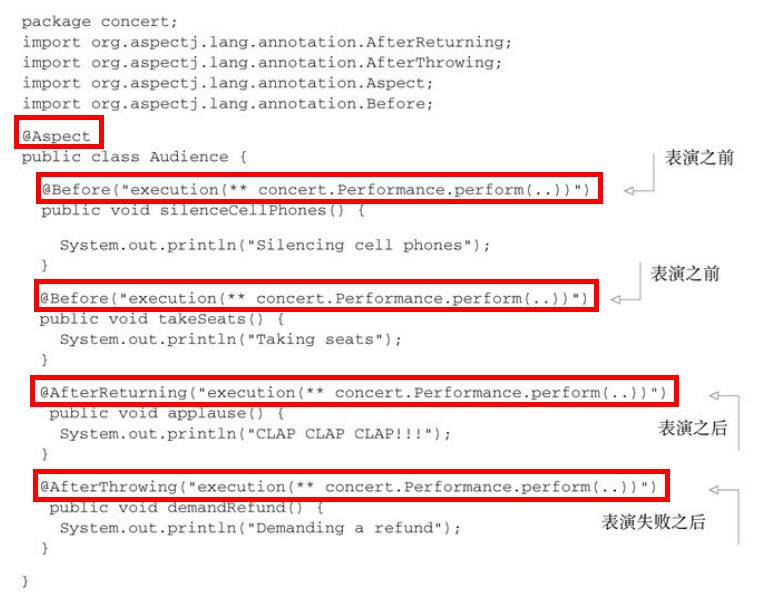 package concert;
import org.aspectj.lang.annotation.AfterReturning;
import org.aspectj.lang.annotation.AfterThrowing;
import org.aspectj.lang.annotation.Aspect;
import org.aspectj.lang.annotation.Before;
@Aspect
public class Audience {
表演之前
@Before("execution(** concert.Performance.perform(..))")
public void silenceCellPhones() {
System.out.println("Silencing cell phones");
}
表演之前
@Before("execution(** concert.Performance.perform(..))")
public void takeSeats() {
System.out.println("Taking seats");
}
@AfterReturning("execution(** concert.Performance.perform(..))")
public void applause() {
表演之后
System.out.println("CLAP CLAP CLAP!!!");
}
@AfterThrowing("execution(** concert.Performance.perform(..))")
public void demandRefund() {
表演失败之后
System.out.println("Demanding a refund");
}
}